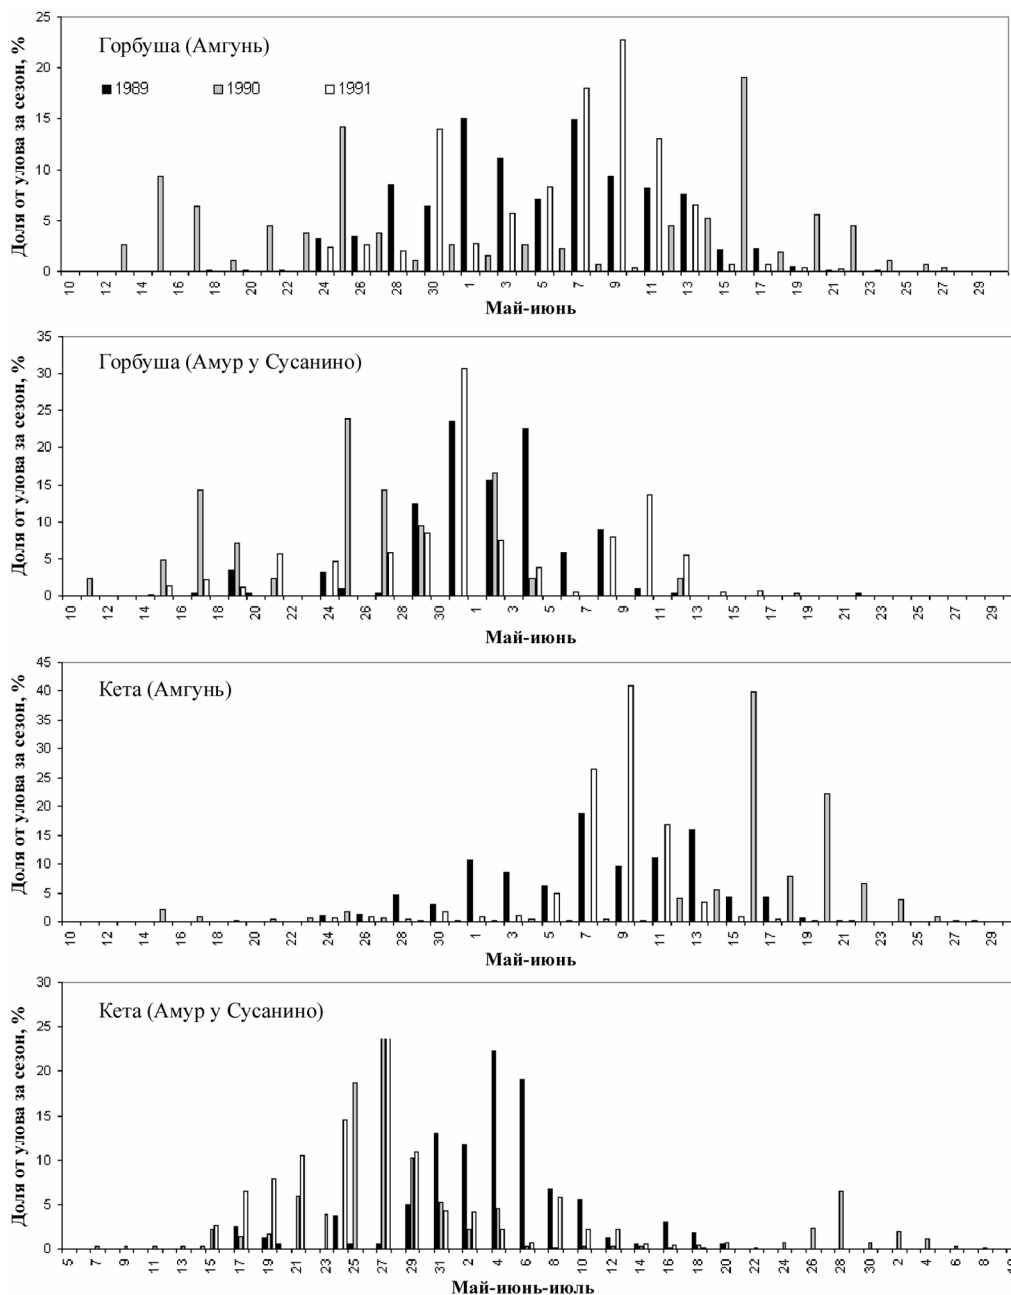 Горбуша (Амгунь)
1989 1990 1991
Доля от улова за сезон, %
25
20
15
10
5
0
10 12 14 16 18 20 22 24 26 28 30 1 3 5 7 9 11 13 15 17 19 21 23 25 27 29
Май-июнь
Горбуша (Амур у Сусанино)
Доля от улова за сезон, %
35
30
25
20
15
10
5
0
10 12 14 16 18 20 22 24 26 28 30 1 3 5 7 9 11 13 15 17 19 21 23 25 27 29
Май-июнь
Кета (Амгунь)
Доля от улова за сезон, %
45
40
35
30
25
20
15
10
5
0
10 12 14 16 18 20 22 24 26 28 30 1 3 5 7 9 11 13 15 17 19 21 23 25 27 29
Май-июнь
Кета (Амур у Сусанино)
Доля от улова за сезон, %
30
25
20
15
10
5
0
5 7 9 11 13 15 17 19 21 23 25 27 29 31 2 4 6 8 10 12 14 16 18 20 22 24 26 28 30 2 4 6 8 10
Май-июнь-июль